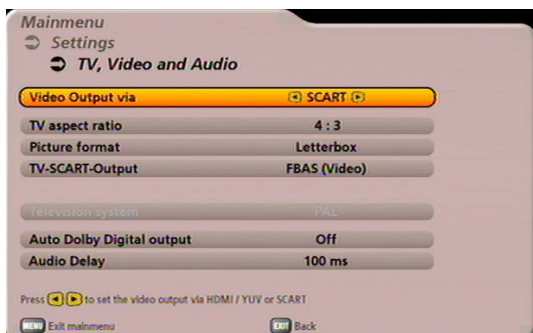 Mainmenu
Settings
TV, Video and Audio
Video Output via SCART
TV aspect ratio 4 : 3
Picture format Letterbox
TV-SCART-Output FBAS (Video)
Television system PAL
Auto Dolby Digital output Off
Audio Delay 100 ms
Press to set the video output via HDMI / YUV or SCART
MENU Exit mainmenu EXIT Back